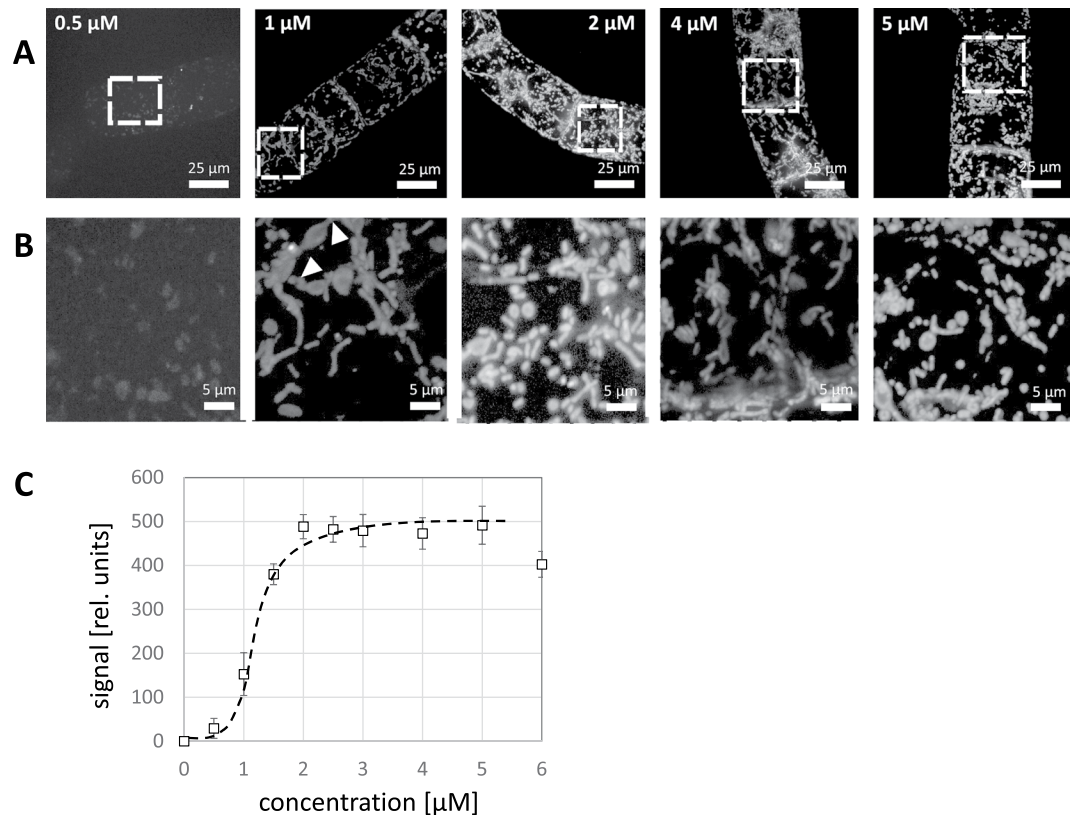 A
0.5 µM
1 µM
2 µM
4 µM
5 µM
25 µm
25 µm
25 µm
25 µm
25 µm
B
5 µm
5 µm
5 µm
5 µm
5 µm
C
signal [rel. units]
600
500
400
300
200
100
0
0 1 2 3 4 5 6
concentration [µM]